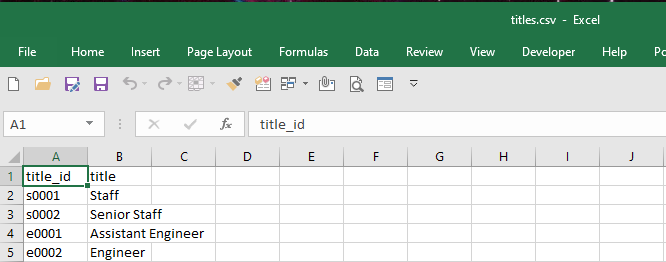 titles.csv - Excel
File Home Insert Page Layout Formulas Data Review View Developer Help Po
A1 fx title_id
A B C D E F G H I J
1 title_id title
2 s0001 Staff
3 s0002 Senior Staff
4 e0001 Assistant Engineer
5 e0002 Engineer